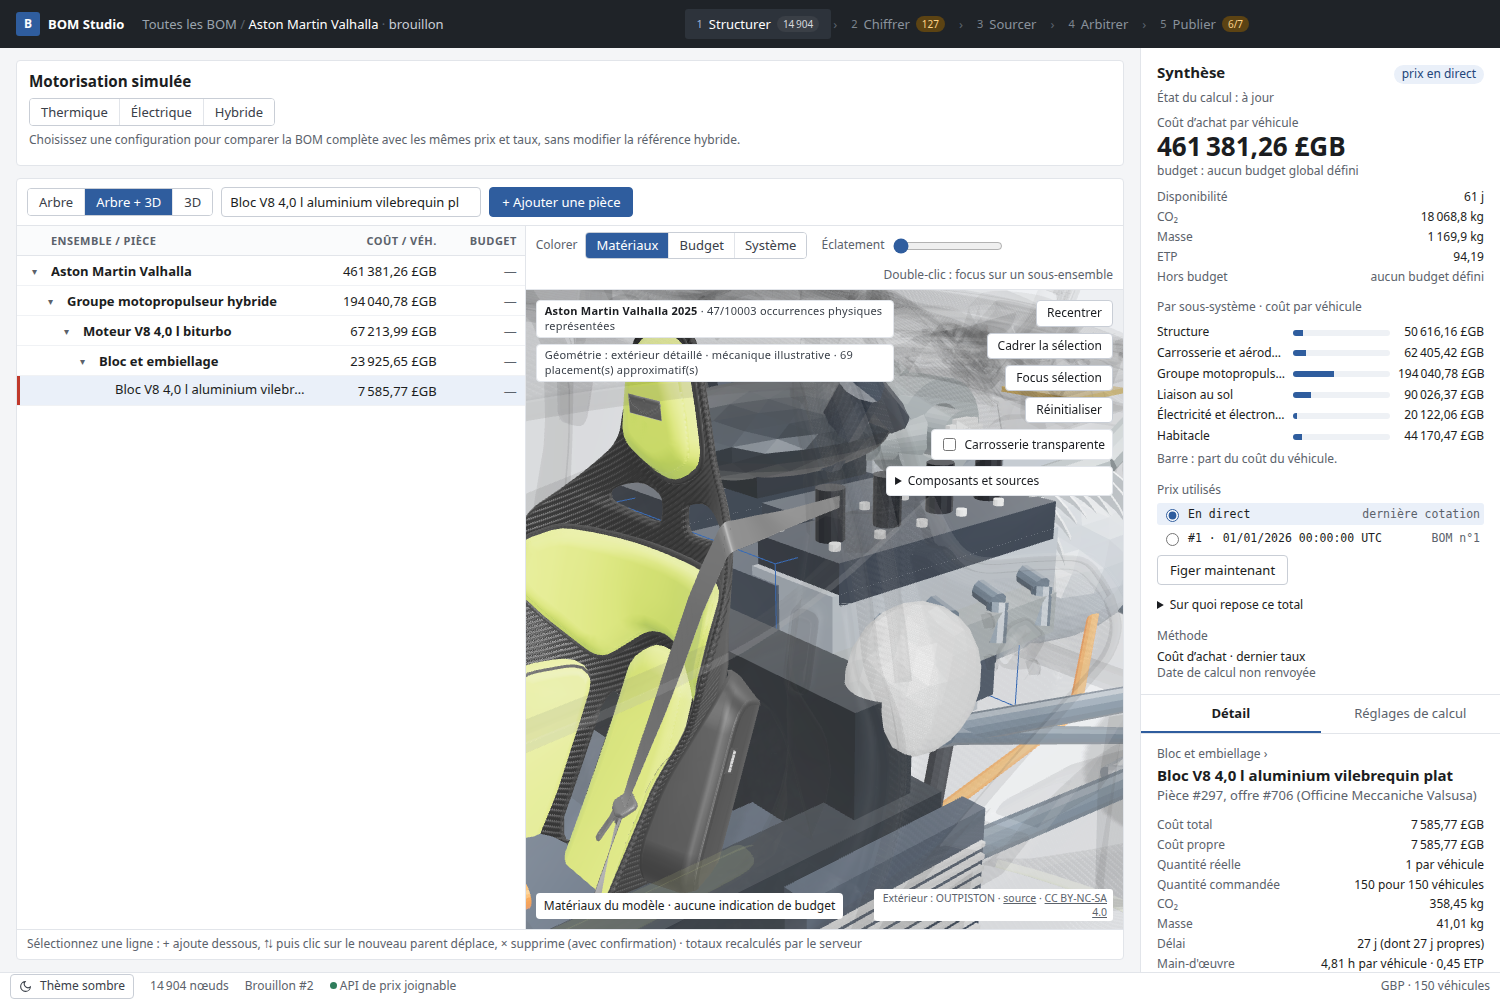 B BOM Studio Toutes les BOM / Aston Martin Valhalla · brouillon 1 Structurer 14 904 › 2 Chiffrer 127 › 3 Sourcer › 4 Arbitrer › 5 Publier 6/7
Motorisation simulée
Thermique Électrique Hybride
Choisissez une configuration pour comparer la BOM complète avec les mêmes prix et taux, sans modifier la référence hybride.
Arbre Arbre + 3D 3D Bloc V8 4,0 l aluminium vilebrequin pl + Ajouter une pièce
ENSEMBLE / PIÈCE COÛT / VÉH. BUDGET
▾ Aston Martin Valhalla 461 381,26 £GB —
▾ Groupe motopropulseur hybride 194 040,78 £GB —
▾ Moteur V8 4,0 l biturbo 67 213,99 £GB —
▾ Bloc et embiellage 23 925,65 £GB —
Bloc V8 4,0 l aluminium vilebr... 7 585,77 £GB —
Colorer Matériaux Budget Système Éclatement
Double-clic : focus sur un sous-ensemble
Aston Martin Valhalla 2025 · 47/10003 occurrences physiques
représentées
Géométrie : extérieur détaillé · mécanique illustrative · 69
placement(s) approximatif(s)
Recentrer
Cadrer la sélection
Focus sélection
Réinitialiser
Carrosserie transparente
▶ Composants et sources
Matériaux du modèle · aucune indication de budget
Extérieur : OUTPISTON · source · CC BY-NC-SA
4.0
Sélectionnez une ligne : + ajoute dessous, ⇅ puis clic sur le nouveau parent déplace, × supprime (avec confirmation) · totaux recalculés par le serveur
Synthèse prix en direct
État du calcul : à jour
Coût d’achat par véhicule
461 381,26 £GB
budget : aucun budget global défini
Disponibilité 61 j
CO₂ 18 068,8 kg
Masse 1 169,9 kg
ETP 94,19
Hors budget aucun budget défini
Par sous-système · coût par véhicule
Structure 50 616,16 £GB
Carrosserie et aérod... 62 405,42 £GB
Groupe motopropuls... 194 040,78 £GB
Liaison au sol 90 026,37 £GB
Électricité et électron... 20 122,06 £GB
Habitacle 44 170,47 £GB
Barre : part du coût du véhicule.
Prix utilisés
En direct dernière cotation
#1 · 01/01/2026 00:00:00 UTC BOM n°1
Figer maintenant
▶ Sur quoi repose ce total
Méthode
Coût d’achat · dernier taux
Date de calcul non renvoyée
Détail Réglages de calcul
Bloc et embiellage ›
Bloc V8 4,0 l aluminium vilebrequin plat
Pièce #297, offre #706 (Officine Meccaniche Valsusa)
Coût total 7 585,77 £GB
Coût propre 7 585,77 £GB
Quantité réelle 1 par véhicule
Quantité commandée 150 pour 150 véhicules
CO₂ 358,45 kg
Masse 41,01 kg
Délai 27 j (dont 27 j propres)
Main-d'œuvre 4,81 h par véhicule · 0,45 ETP
Thème sombre 14 904 nœuds Brouillon #2 API de prix joignable GBP · 150 véhicules